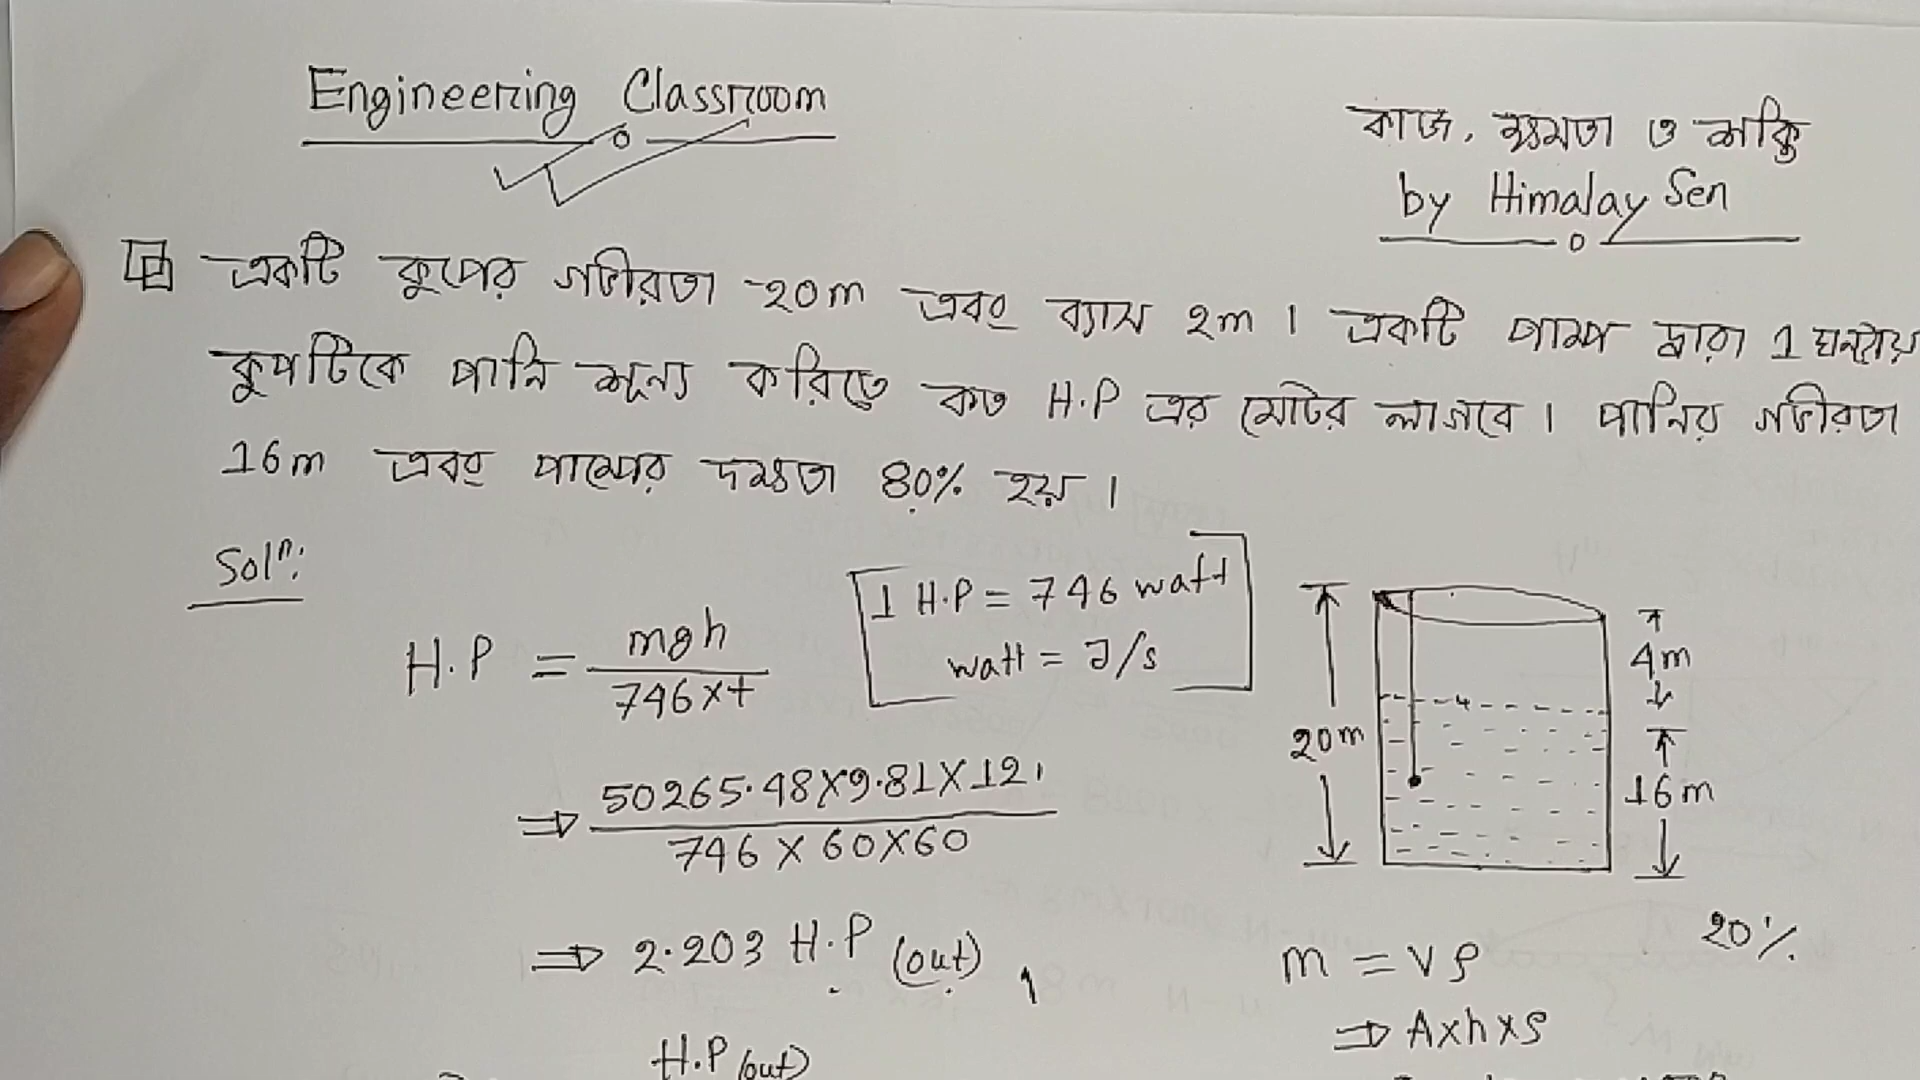 Engineering Classroom
কাজ, ক্ষমতা ও শক্তি
by Himalay Sen
একটি কুপের গভীরতা 20m এবং ব্যাস 2m । একটি পাম্প দ্বারা 1 ঘন্টায়
কুপটিকে পানি শূন্য করিতে কত H.P এর মোটর লাগবে । পানির গভীরতা
16m এবং পাম্পের দক্ষতা 80% হয় ।
Solⁿ:
1 H.P = 746 watt
watt = J/s
H.P = mgh / 746×t
⇒ 50265.48×9.81×12 / 746×60×60
⇒ 2.203 H.P (out)
H.P (out)
20m
4m
16m
20%
m = vρ
⇒ A×h×ρ